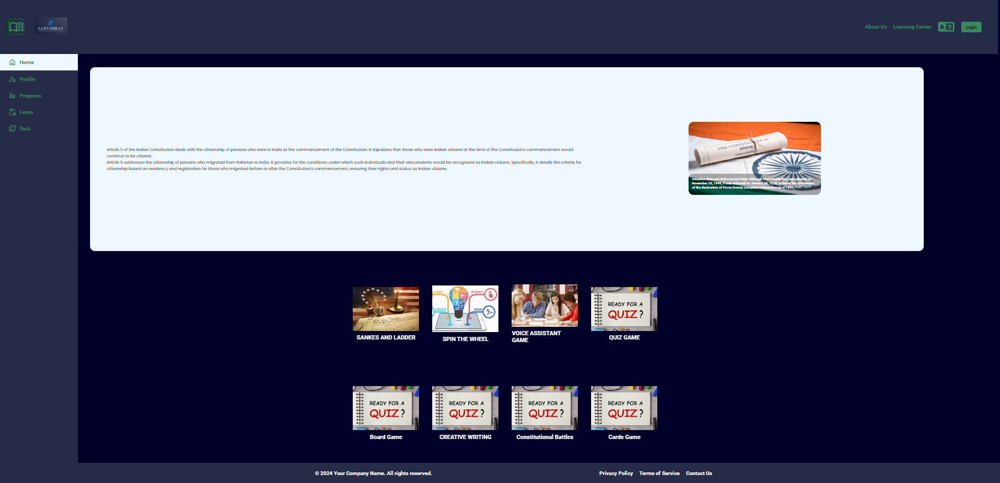 SAMVIDHAN
About Us
Learning Center
A
Login
Home
Profile
Progress
Learn
Quiz
Article 5 of the Indian Constitution deals with the citizenship of persons who were in India at the commencement of the Constitution. It stipulates that those who were Indian citizens at the time of the Constitution's commencement would
continue to be citizens.
Article 6 addresses the citizenship of persons who migrated from Pakistan to India. It provides for the conditions under which such individuals and their descendants would be recognized as Indian citizens. Specifically, it details the criteria for
citizenship based on residency and registration for those who migrated before or after the Constitution's commencement, ensuring their rights and status as Indian citizens.
THE CONSTITUTION OF
INDIA
PREAMBLE
Adoption Date and Enforcement Date: Although the Constitution was adopted on
November 26, 1949, it was enforced on January 26, 1950, to honor the anniversary
of the declaration of Purna Swaraj (complete independence) in 1930.
We the People
SANKES AND LADDER
LEARN
INTERACT
ENGAGE
GROW
SPIN THE WHEEL
VOICE ASSISTANT
GAME
READY FOR A
QUIZ?
QUIZ GAME
READY FOR A
QUIZ?
Board Game
READY FOR A
QUIZ?
CREATIVE WRITING
READY FOR A
QUIZ?
Constitutional Battles
READY FOR A
QUIZ?
Cards Game
© 2024 Your Company Name. All rights reserved.
Privacy Policy
Terms of Service
Contact Us